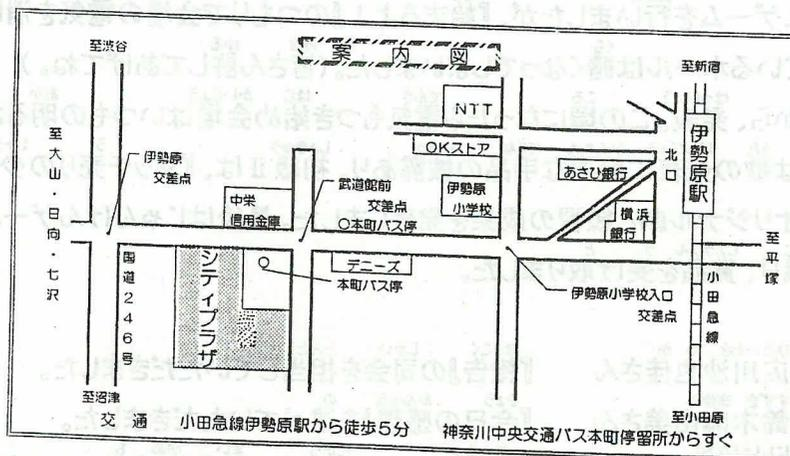 案内図
至渋谷
至新宿
NTT
OKストア
伊勢原駅
北口
あさひ銀行
至大山・日向・七沢
伊勢原
交差点
中栄
信用金庫
武道館前
交差点
○本町バス停
伊勢原
小学校
横浜
銀行
至平塚
国道246号
シティプラザ
本町バス停
デニーズ
伊勢原小学校入口
交差点
小田急線
至沼津
至小田原
交通 小田急線伊勢原駅から徒歩5分 神奈川中央交通バス本町停留所からすぐ